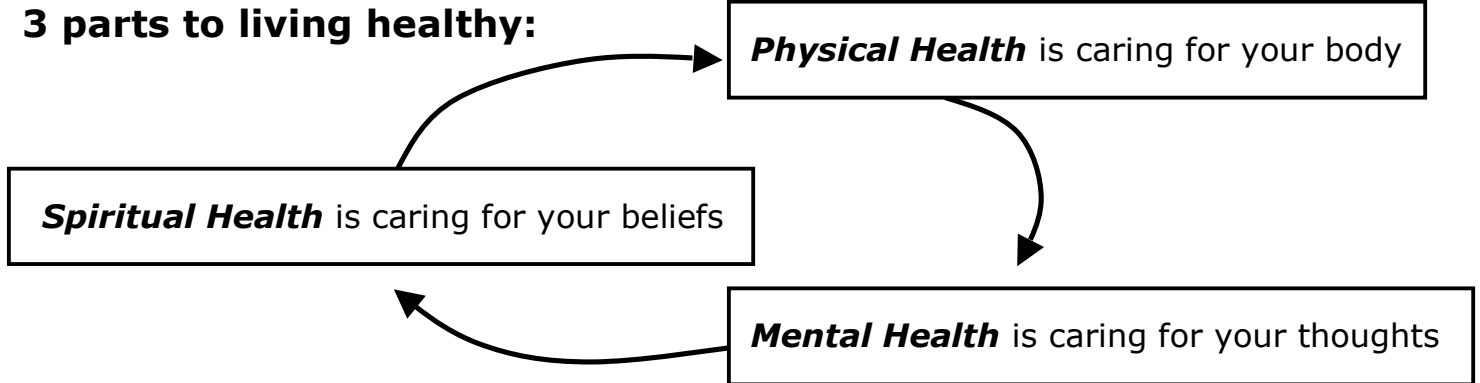 3 parts to living healthy:
Physical Health is caring for your body
Spiritual Health is caring for your beliefs
Mental Health is caring for your thoughts